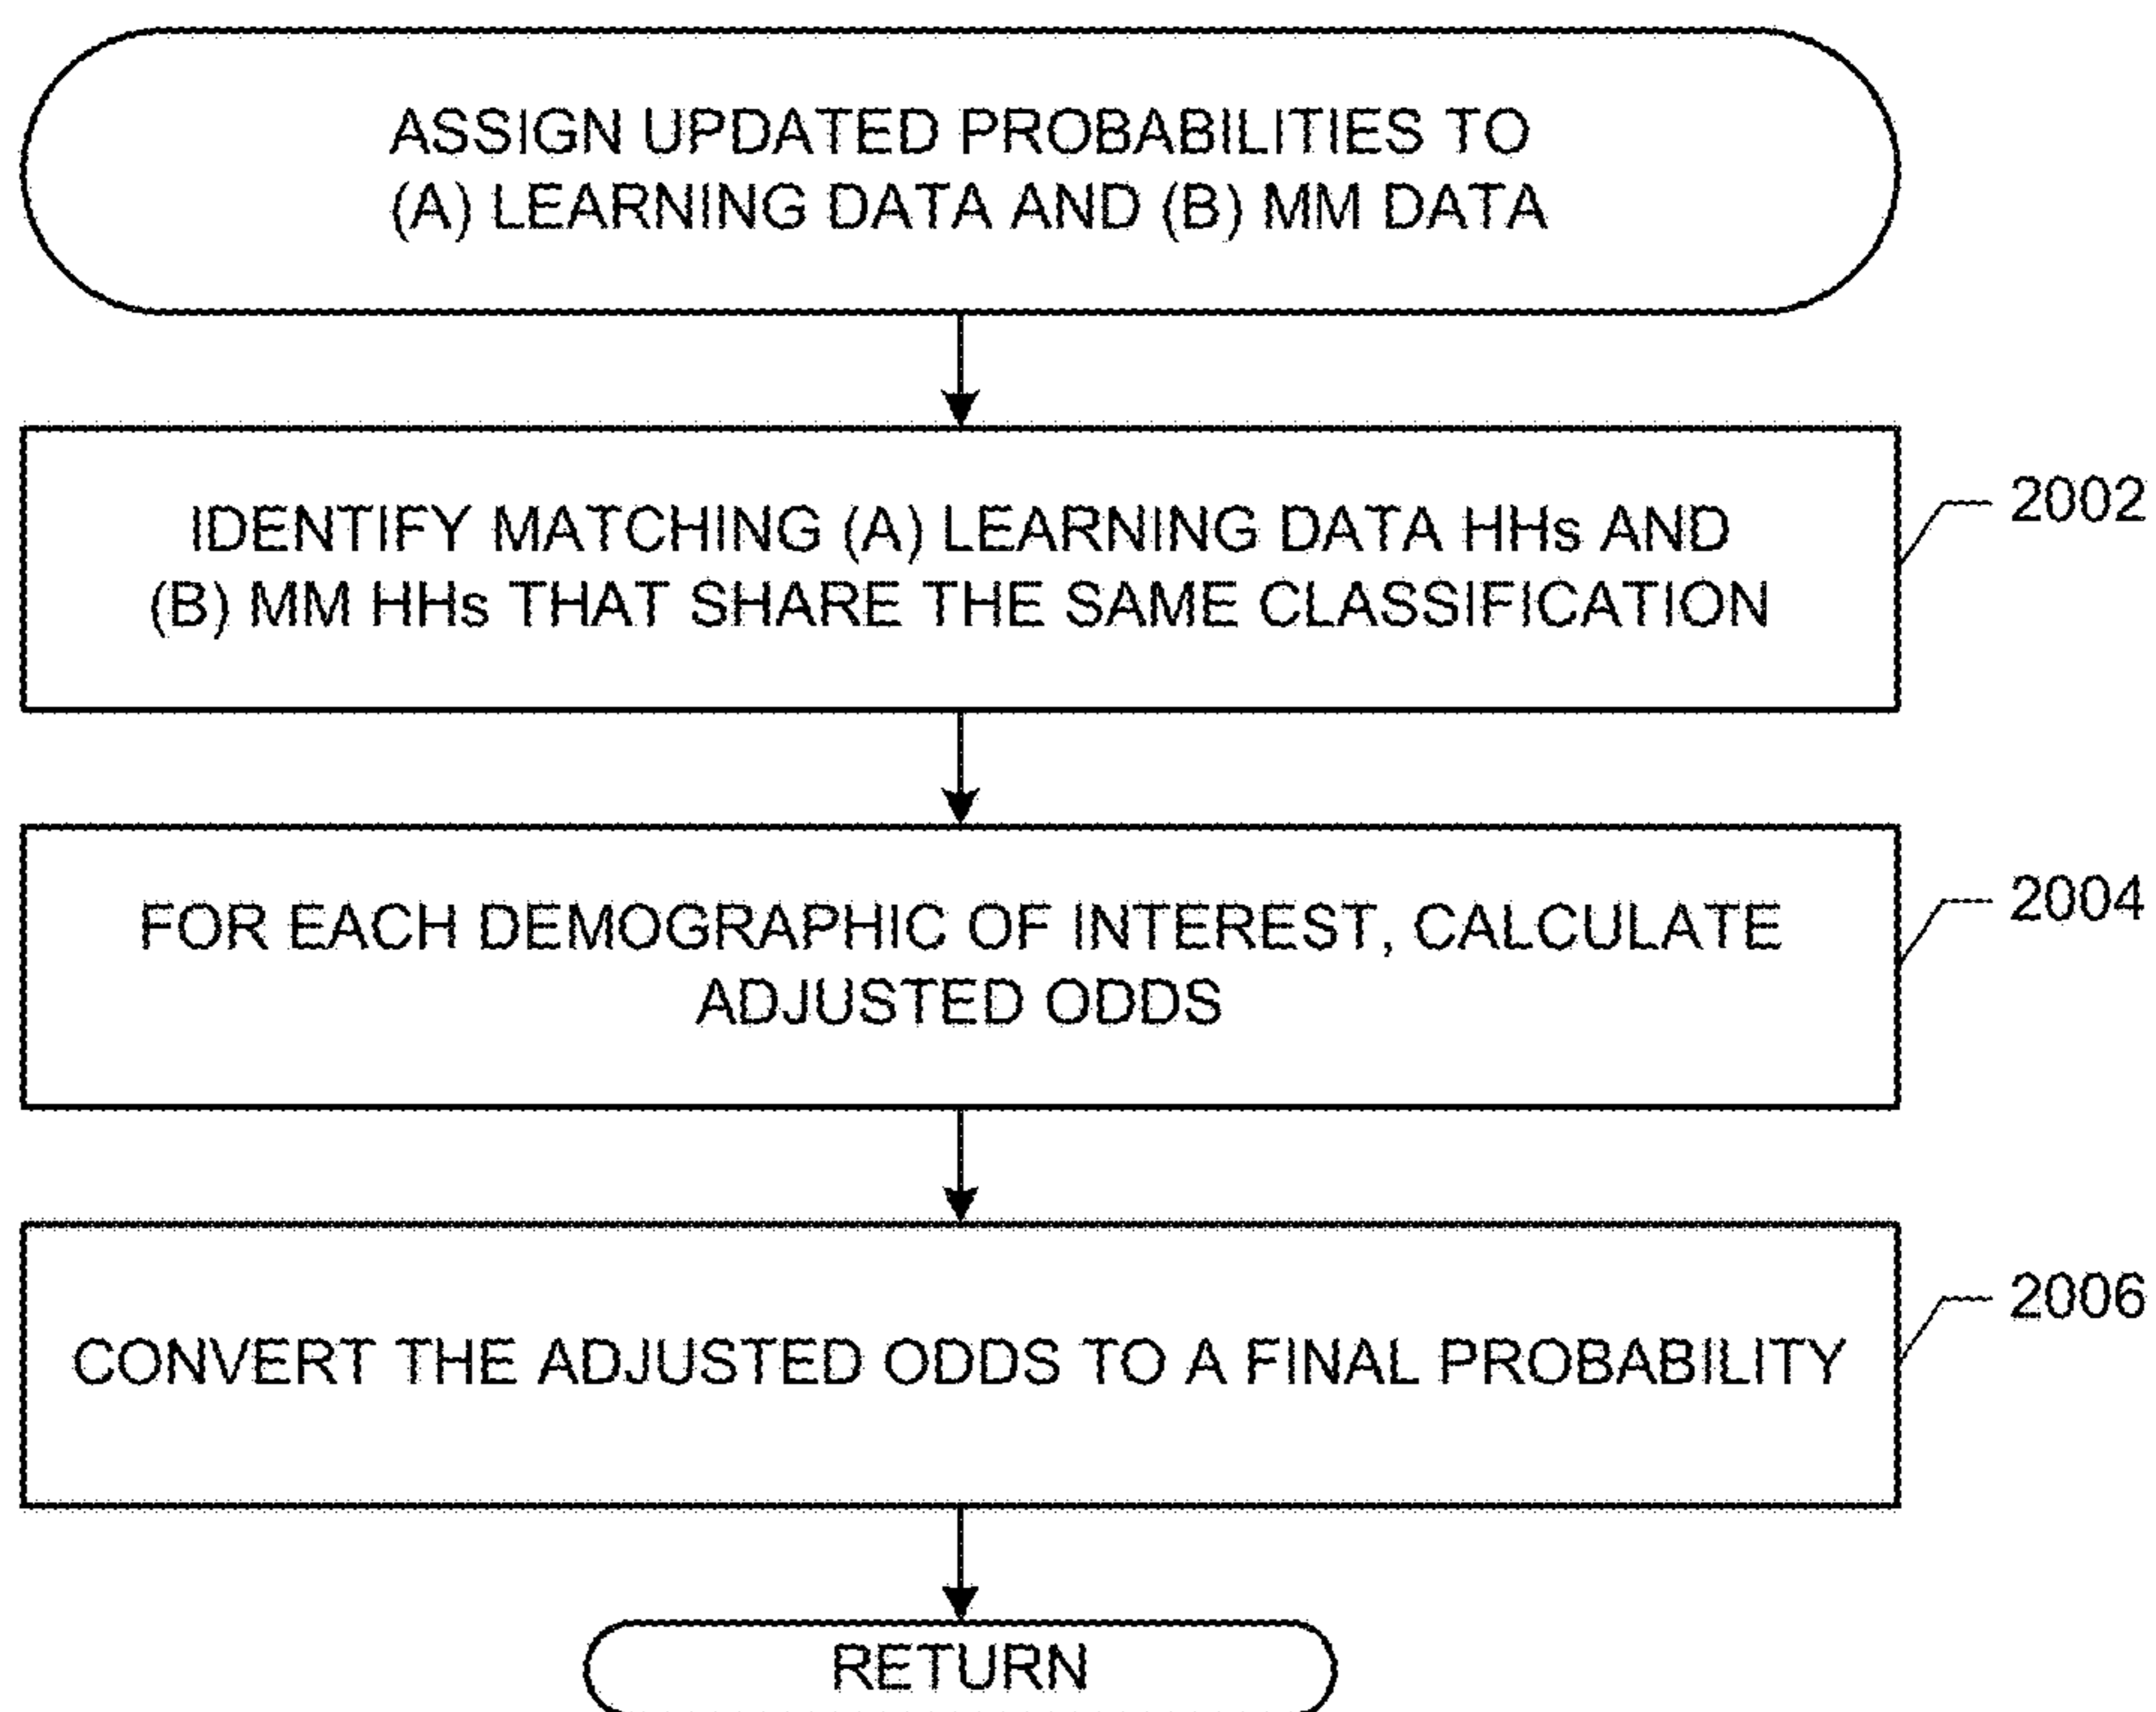 ASSIGN UPDATED PROBABILITIES TO
(A) LEARNING DATA AND (B) MM DATA
IDENTIFY MATCHING (A) LEARNING DATA HHs AND
(B) MM HHs THAT SHARE THE SAME CLASSIFICATION
2002
FOR EACH DEMOGRAPHIC OF INTEREST, CALCULATE
ADJUSTED ODDS
2004
CONVERT THE ADJUSTED ODDS TO A FINAL PROBABILITY
2006
RETURN